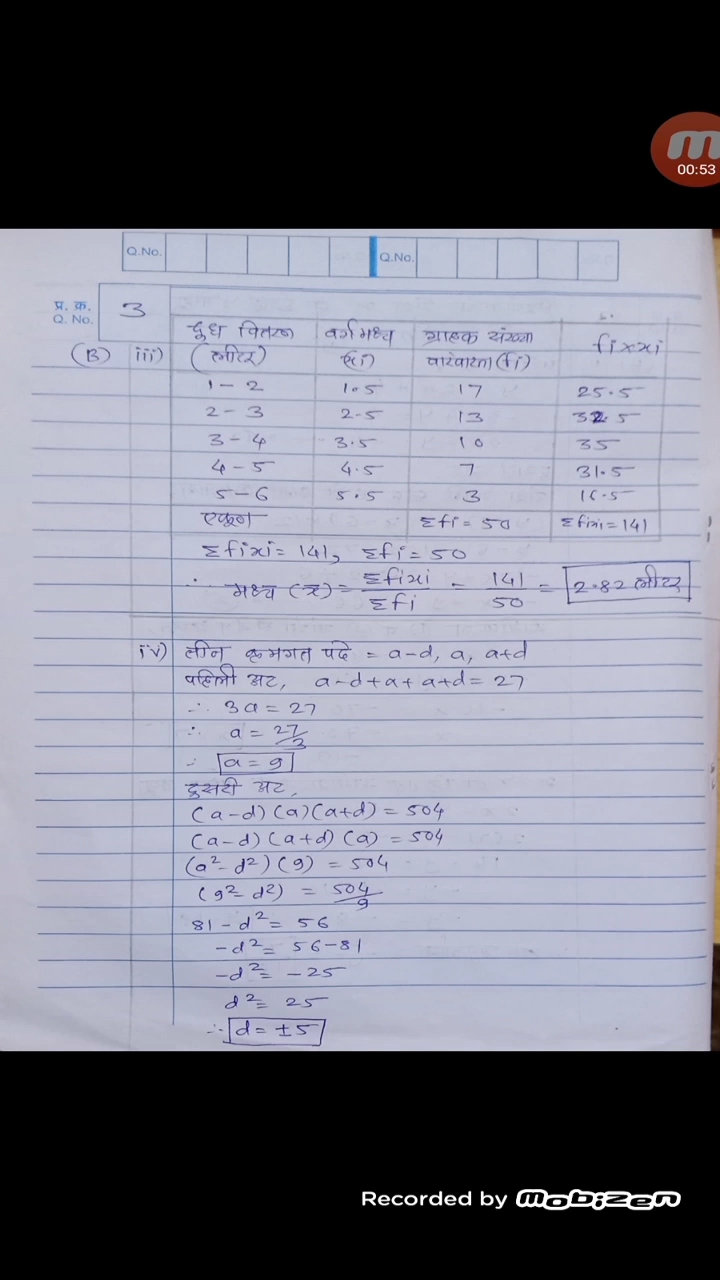 00:53
Q.No. Q.No.
प्र. क्र. 3
Q. No.
(B) iii) दूध वितरण (लीटर) वर्गमध्य (xi) ग्राहक संख्या वारंवारता (fi) fi×xi
1-2 1.5 17 25.5
2-3 2.5 13 32.5
3-4 3.5 10 35
4-5 4.5 7 31.5
5-6 5.5 3 16.5
एकूण Σfi = 50 Σfixi = 141
Σfixi = 141, Σfi = 50
∴ मध्य (x̄) = Σfixi/Σfi = 141/50 = 2.82 लीटर
iv) तीन क्रमगत पदे = a-d, a, a+d
पहिली अट, a-d+a+a+d = 27
∴ 3a = 27
∴ a = 27/3
∴ a = 9
दुसरी अट,
(a-d) (a) (a+d) = 504
(a-d) (a+d) (a) = 504
(a²-d²) (9) = 504
(9²-d²) = 504/9
81 - d² = 56
-d² = 56-81
-d² = -25
d² = 25
∴ d = ±5
Recorded by mobizen